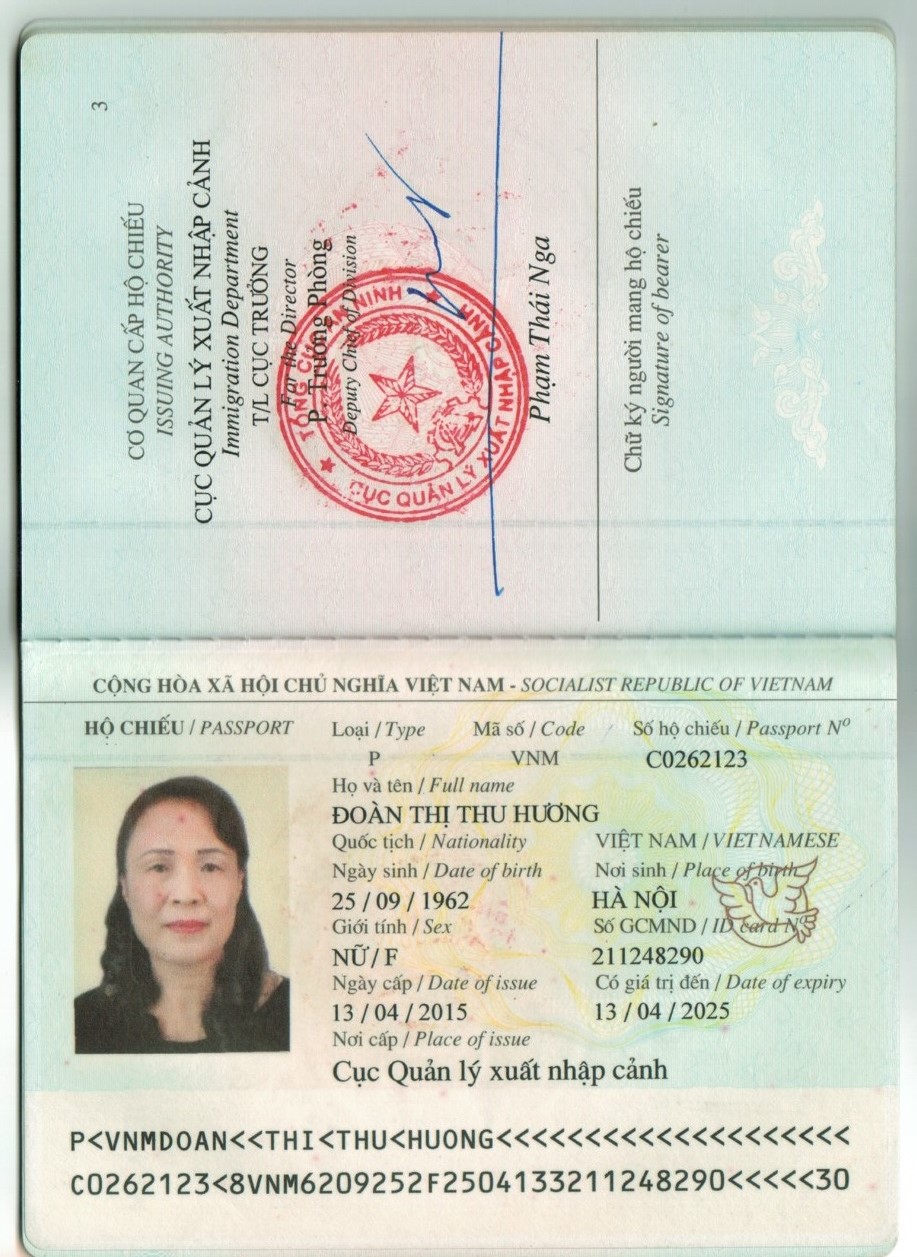 3
CƠ QUAN CẤP HỘ CHIẾU
ISSUING AUTHORITY
CỤC QUẢN LÝ XUẤT NHẬP CẢNH
Immigration Department
T/L CỤC TRƯỞNG
For the Director
P. Trưởng Phòng
Deputy Chief of Division
TỔNG CỤC AN NINH
CỤC QUẢN LÝ XUẤT NHẬP CẢNH
Phạm Thái Nga
Chữ ký người mang hộ chiếu
Signature of bearer
CỘNG HÒA XÃ HỘI CHỦ NGHĨA VIỆT NAM - SOCIALIST REPUBLIC OF VIETNAM
HỘ CHIẾU / PASSPORT Loại / Type Mã số / Code Số hộ chiếu / Passport Nº
P VNM C0262123
Họ và tên / Full name
ĐOÀN THỊ THU HƯƠNG
Quốc tịch / Nationality VIỆT NAM / VIETNAMESE
Ngày sinh / Date of birth Nơi sinh / Place of birth
25 / 09 / 1962 HÀ NỘI
Giới tính / Sex Số GCMND / ID card Nº
NỮ / F 211248290
Ngày cấp / Date of issue Có giá trị đến / Date of expiry
13 / 04 / 2015 13 / 04 / 2025
Nơi cấp / Place of issue
Cục Quản lý xuất nhập cảnh
P<VNMDOAN<<THI<THU<HUONG<<<<<<<<<<<<<<<<<<<<
C0262123<8VNM6209252F2504133211248290<<<<<30